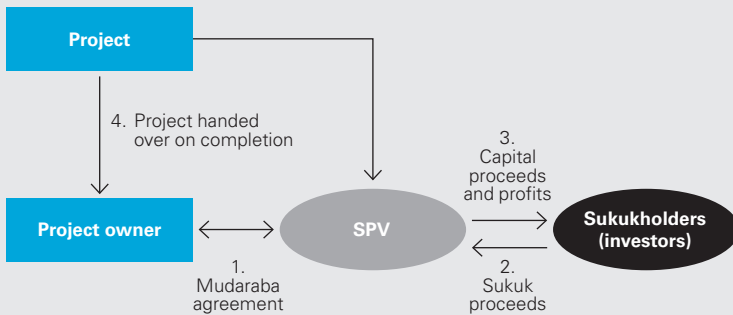 Project
4. Project handed
over on completion
3.
Capital
proceeds
and profits
Project owner
SPV
Sukukholders
(investors)
1.
Mudaraba
agreement
2.
Sukuk
proceeds